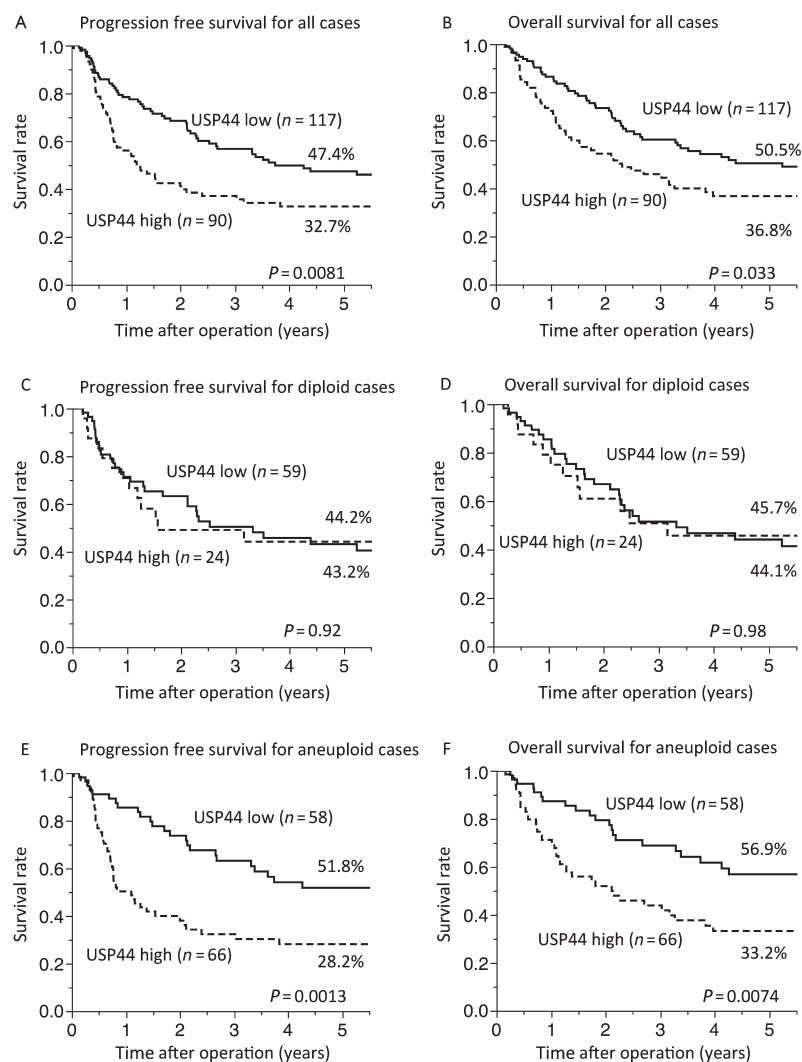 A Progression free survival for all cases
1.0
0.8
0.6
0.4
0.2
0.0
Survival rate
USP44 low (n = 117)
47.4%
USP44 high (n = 90)
32.7%
P = 0.0081
0 1 2 3 4 5
Time after operation (years)
B Overall survival for all cases
1.0
0.8
0.6
0.4
0.2
0.0
Survival rate
USP44 low (n = 117)
50.5%
USP44 high (n = 90)
36.8%
P = 0.033
0 1 2 3 4 5
Time after operation (years)
C Progression free survival for diploid cases
1.0
0.8
0.6
0.4
0.2
0.0
Survival rate
USP44 low (n = 59)
44.2%
USP44 high (n = 24)
43.2%
P = 0.92
0 1 2 3 4 5
Time after operation (years)
D Overall survival for diploid cases
1.0
0.8
0.6
0.4
0.2
0.0
Survival rate
USP44 low (n = 59)
45.7%
USP44 high (n = 24)
44.1%
P = 0.98
0 1 2 3 4 5
Time after operation (years)
E Progression free survival for aneuploid cases
1.0
0.8
0.6
0.4
0.2
0.0
Survival rate
USP44 low (n = 58)
51.8%
USP44 high (n = 66)
28.2%
P = 0.0013
0 1 2 3 4 5
Time after operation (years)
F Overall survival for aneuploid cases
1.0
0.8
0.6
0.4
0.2
0.0
Survival rate
USP44 low (n = 58)
56.9%
USP44 high (n = 66)
33.2%
P = 0.0074
0 1 2 3 4 5
Time after operation (years)